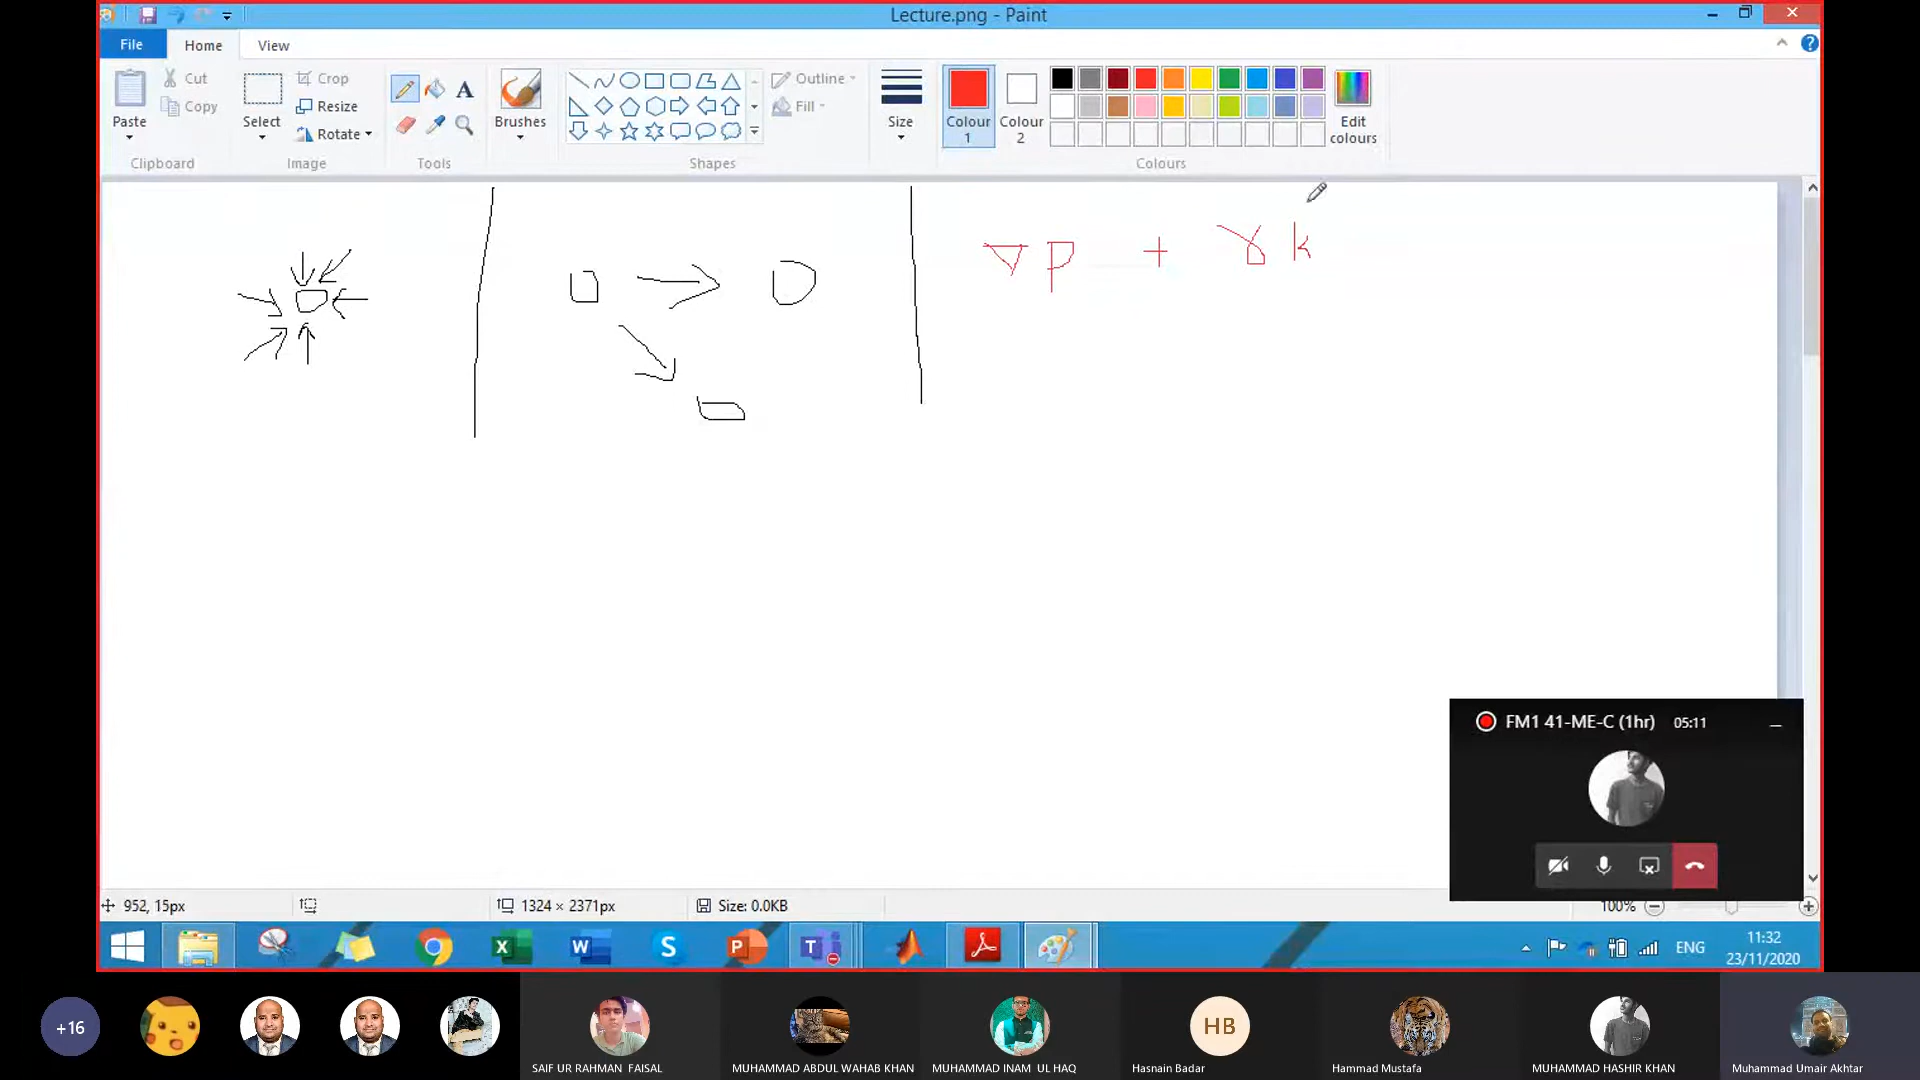 Lecture.png - Paint
File Home View
Paste
Cut
Copy
Clipboard
Select
Crop
Resize
Rotate
Image
A
Tools
Brushes
Shapes
Outline
Fill
Size
Colour 1
Colour 2
Edit colours
Colours
∇p + γk
FM1 41-ME-C (1hr) 05:11
952, 15px
1324 × 2371px
Size: 0.0KB
100%
ENG
11:32
23/11/2020
+16
SAIF UR RAHMAN FAISAL
MUHAMMAD ABDUL WAHAB KHAN
MUHAMMAD INAM UL HAQ
HB
Hasnain Badar
Hammad Mustafa
MUHAMMAD HASHIR KHAN
Muhammad Umair Akhtar